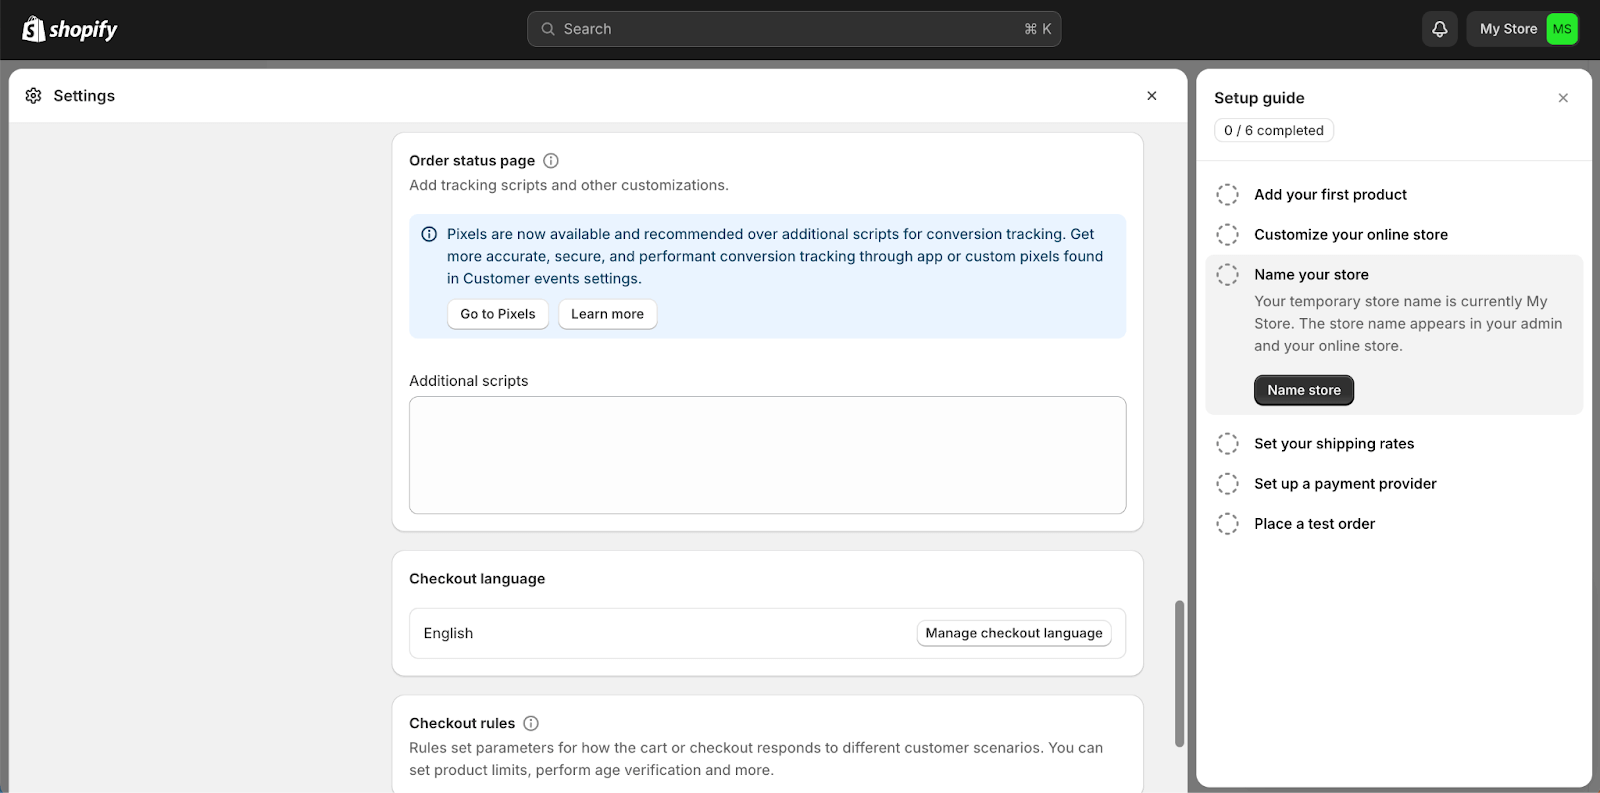 shopify
Search
⌘ K
My Store
MS
Settings
Order status page
Add tracking scripts and other customizations.
Pixels are now available and recommended over additional scripts for conversion tracking. Get
more accurate, secure, and performant conversion tracking through app or custom pixels found
in Customer events settings.
Go to Pixels
Learn more
Additional scripts
Checkout language
English
Manage checkout language
Checkout rules
Rules set parameters for how the cart or checkout responds to different customer scenarios. You can
set product limits, perform age verification and more.
Setup guide
0 / 6 completed
Add your first product
Customize your online store
Name your store
Your temporary store name is currently My
Store. The store name appears in your admin
and your online store.
Name store
Set your shipping rates
Set up a payment provider
Place a test order